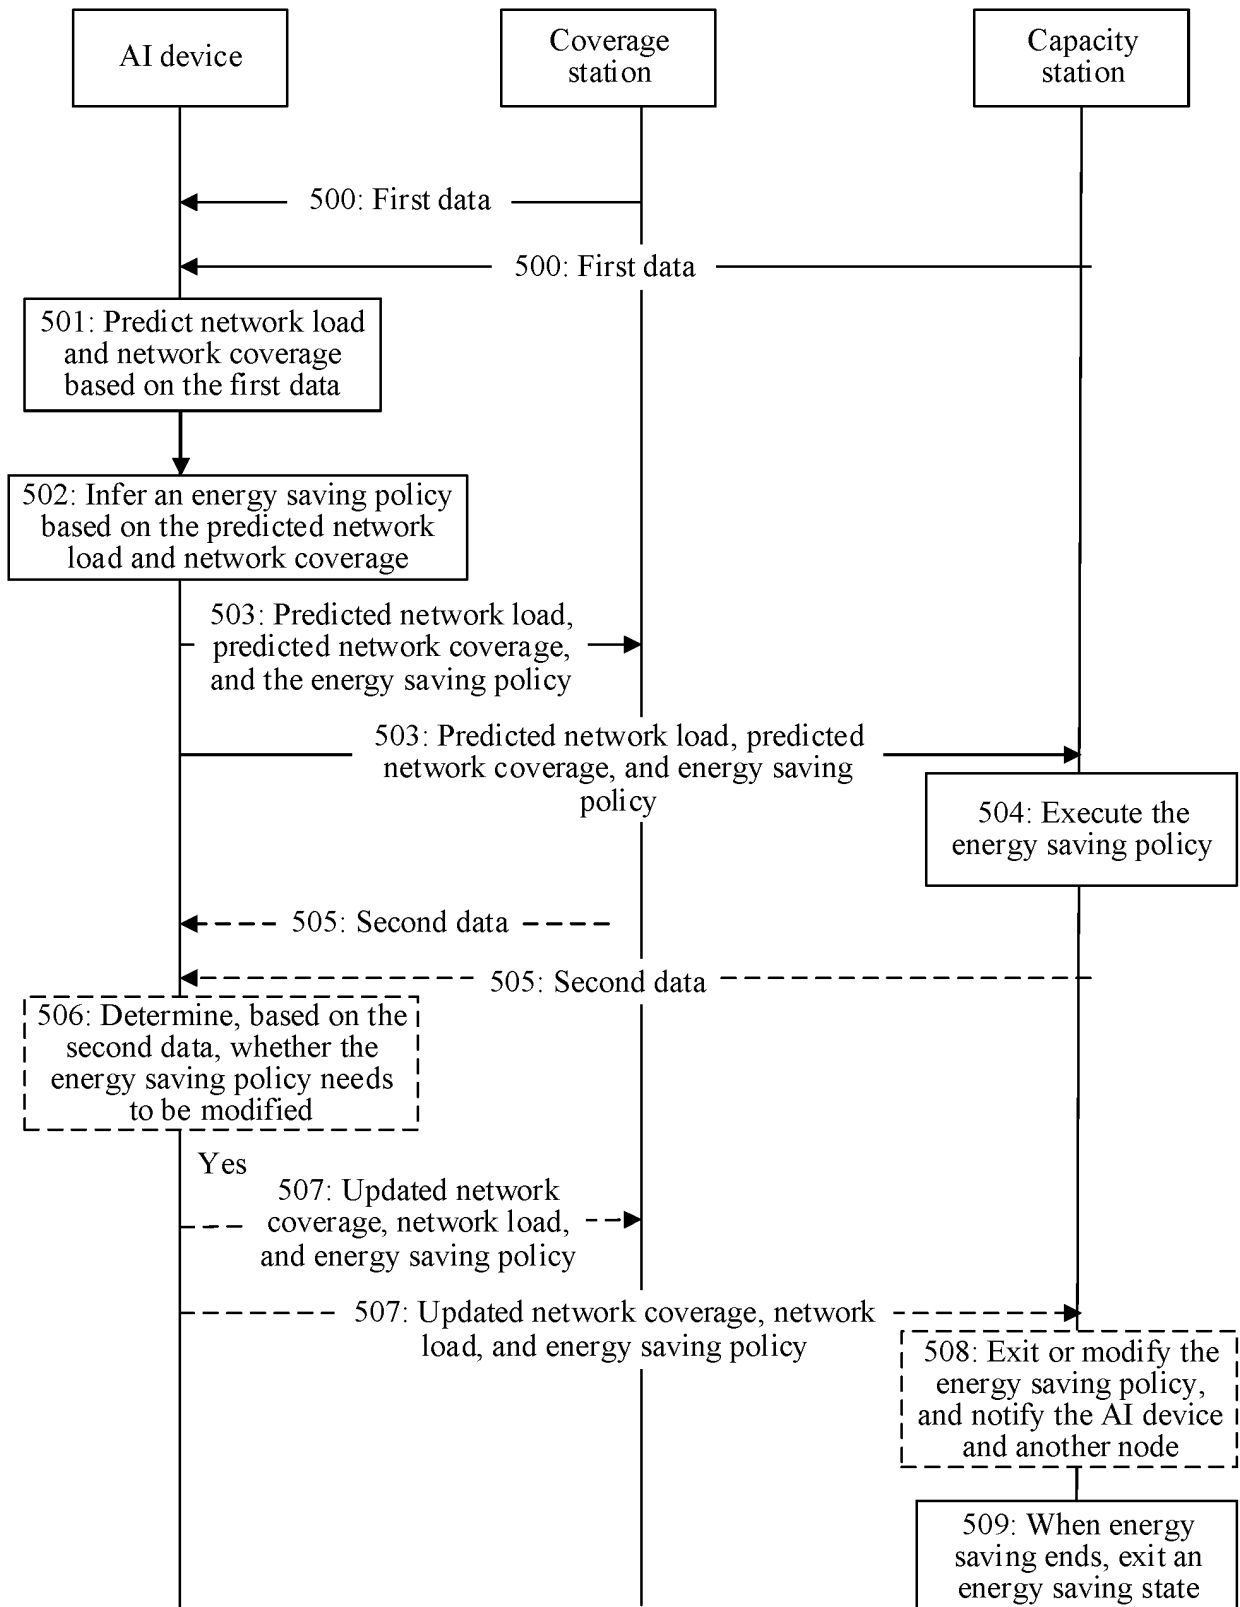 AI device
Coverage
station
Capacity
station
500: First data
500: First data
501: Predict network load
and network coverage
based on the first data
502: Infer an energy saving policy
based on the predicted network
load and network coverage
503: Predicted network load,
predicted network coverage,
and the energy saving policy
503: Predicted network load, predicted
network coverage, and energy saving
policy
504: Execute the
energy saving policy
505: Second data
505: Second data
506: Determine, based on the
second data, whether the
energy saving policy needs
to be modified
Yes
507: Updated network
coverage, network load,
and energy saving policy
507: Updated network coverage, network
load, and energy saving policy
508: Exit or modify the
energy saving policy,
and notify the AI device
and another node
509: When energy
saving ends, exit an
energy saving state